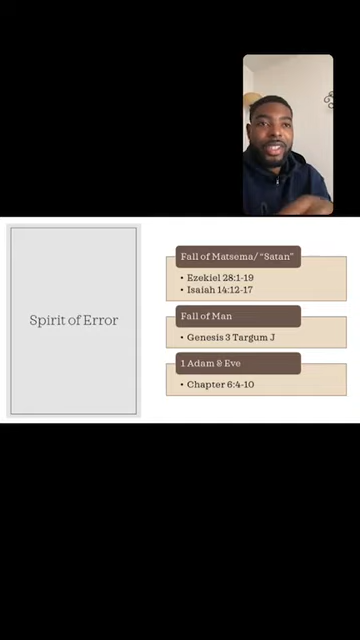 Spirit of Error
Fall of Matsema/ "Satan"
• Ezekiel 28:1-19
• Isaiah 14:12-17
Fall of Man
• Genesis 3 Targum J
1 Adam & Eve
• Chapter 6:4-10